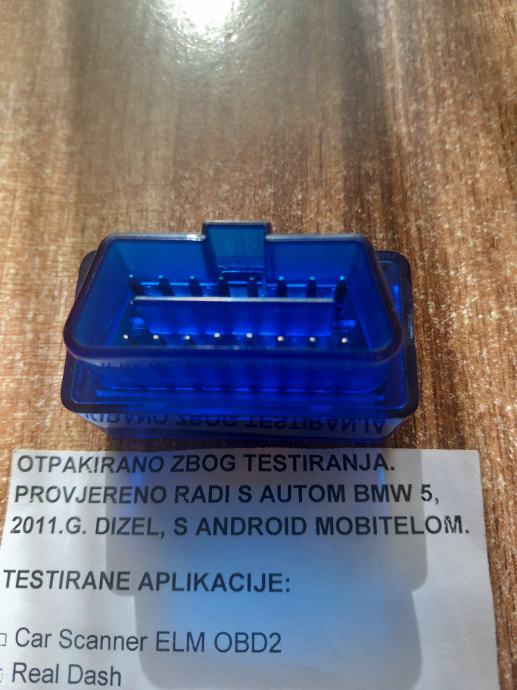 OTPAKIRANO ZBOG TESTIRANJA.
PROVJERENO RADI S AUTOM BMW 5,
2011.G. DIZEL, S ANDROID MOBITELOM.
TESTIRANE APLIKACIJE:
□ Car Scanner ELM OBD2
□ Real Dash